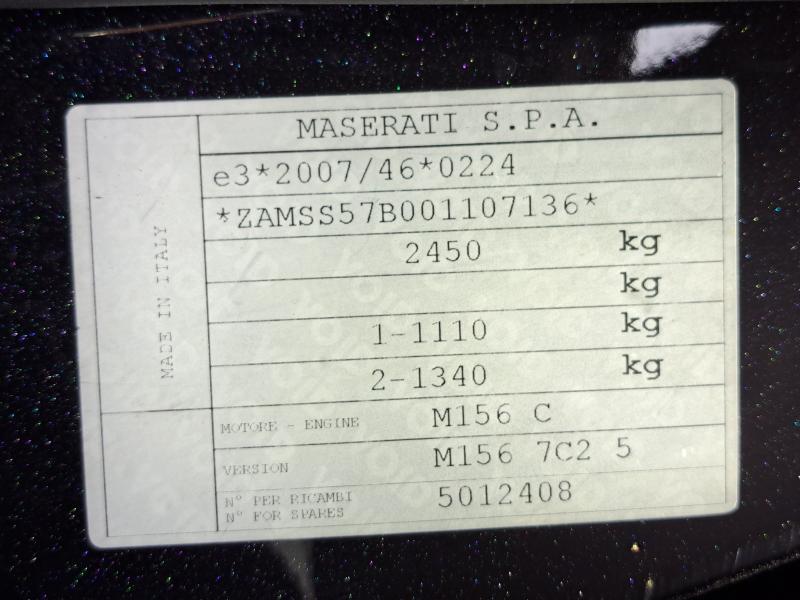 MASERATI S.P.A.
e3*2007/46*0224
*ZAMSS57B001107136*
2450 kg
kg
1-1110 kg
2-1340 kg
MADE IN ITALY
MOTORE - ENGINE M156 C
VERSION M156 7C2 5
N° PER RICAMBI
N° FOR SPARES 5012408